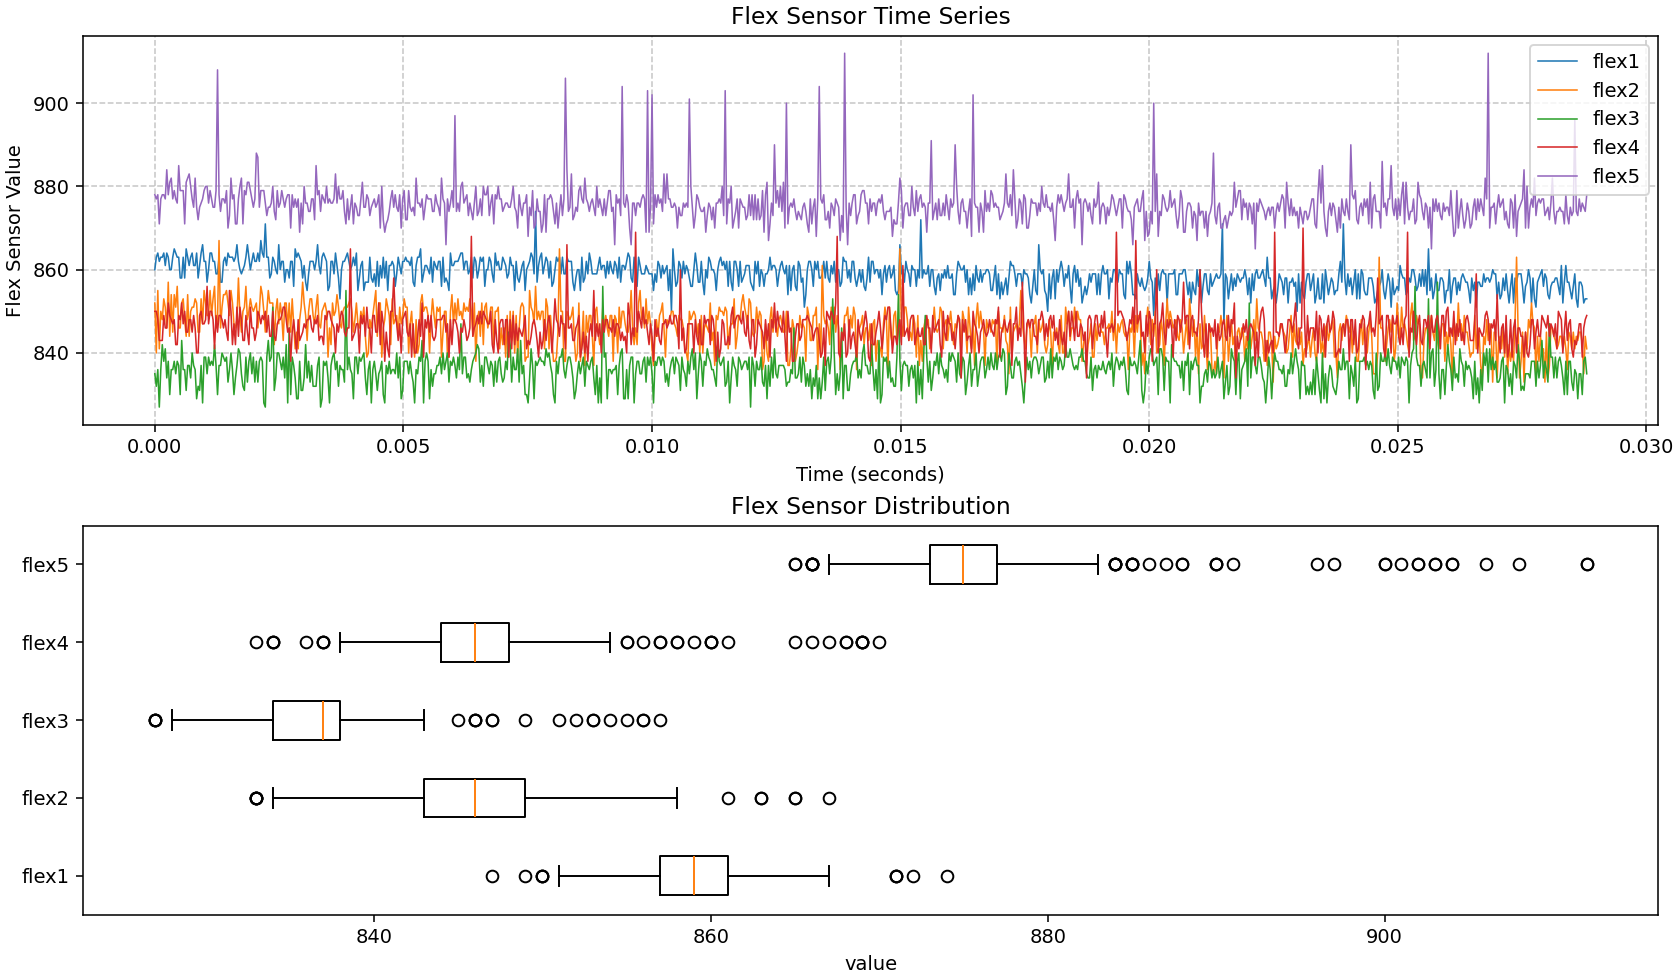 Flex Sensor Time Series
Flex Sensor Value
900
880
860
840
flex1
flex2
flex3
flex4
flex5
0.000 0.005 0.010 0.015 0.020 0.025 0.030
Time (seconds)
Flex Sensor Distribution
flex5
flex4
flex3
flex2
flex1
840 860 880 900
value